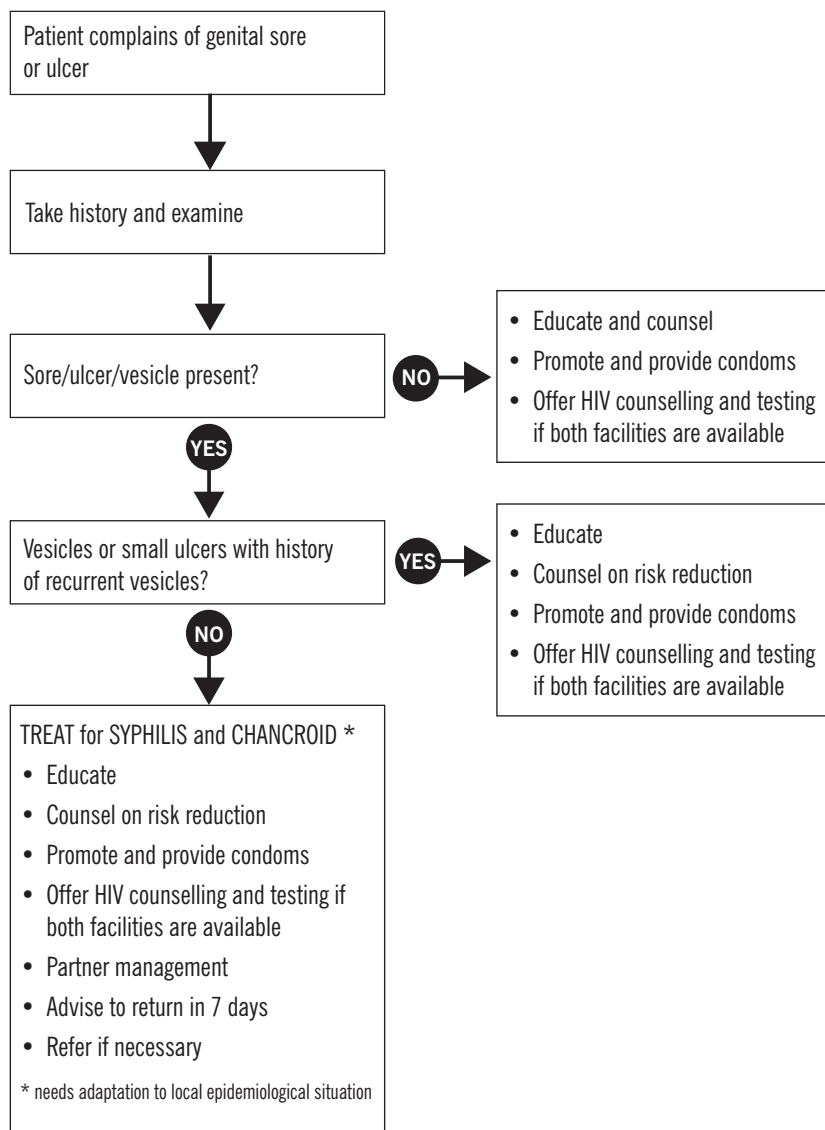 Patient complains of genital sore
or ulcer
Take history and examine
Sore/ulcer/vesicle present?
NO
• Educate and counsel
• Promote and provide condoms
• Offer HIV counselling and testing
if both facilities are available
YES
Vesicles or small ulcers with history
of recurrent vesicles?
YES
• Educate
• Counsel on risk reduction
• Promote and provide condoms
• Offer HIV counselling and testing
if both facilities are available
NO
TREAT for SYPHILIS and CHANCROID *
• Educate
• Counsel on risk reduction
• Promote and provide condoms
• Offer HIV counselling and testing if
both facilities are available
• Partner management
• Advise to return in 7 days
• Refer if necessary
* needs adaptation to local epidemiological situation